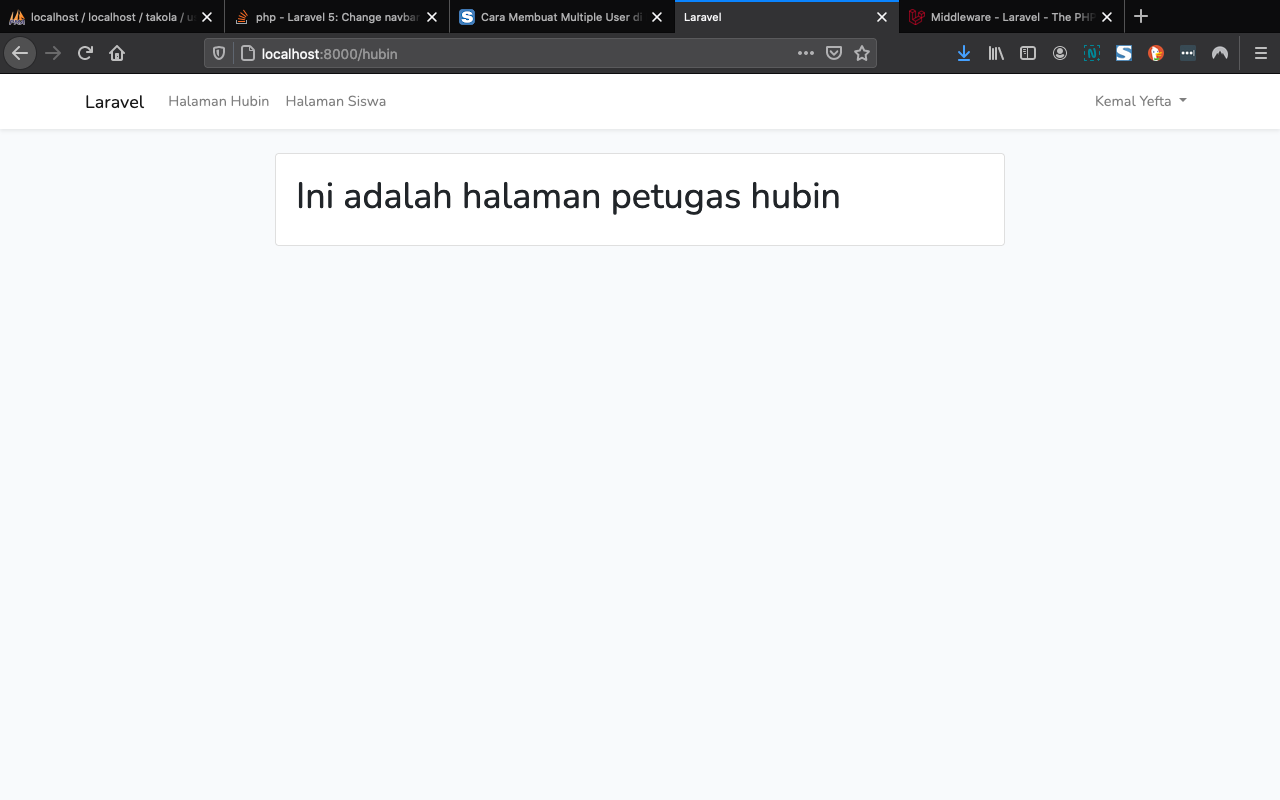 localhost / localhost / takola / u
php - Laravel 5: Change navbar
Cara Membuat Multiple User di
Laravel
Middleware - Laravel - The PHP
localhost:8000/hubin
Laravel
Halaman Hubin
Halaman Siswa
Kemal Yefta
Ini adalah halaman petugas hubin